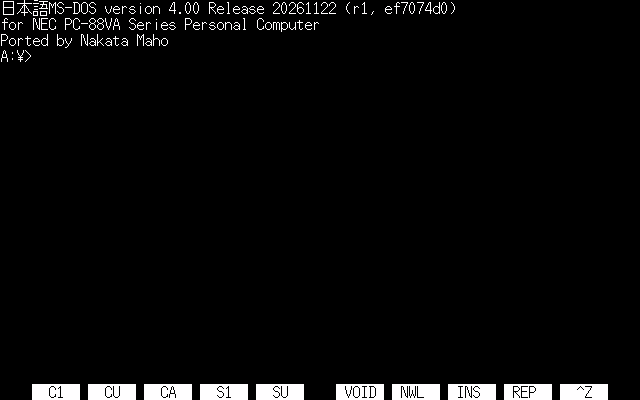 日本語MS-DOS version 4.00 Release 20261122 (r1, ef7074d0)
for NEC PC-88VA Series Personal Computer
Ported by Nakata Maho
A:¥>
C1 CU CA S1 SU VOID NWL INS REP ^Z